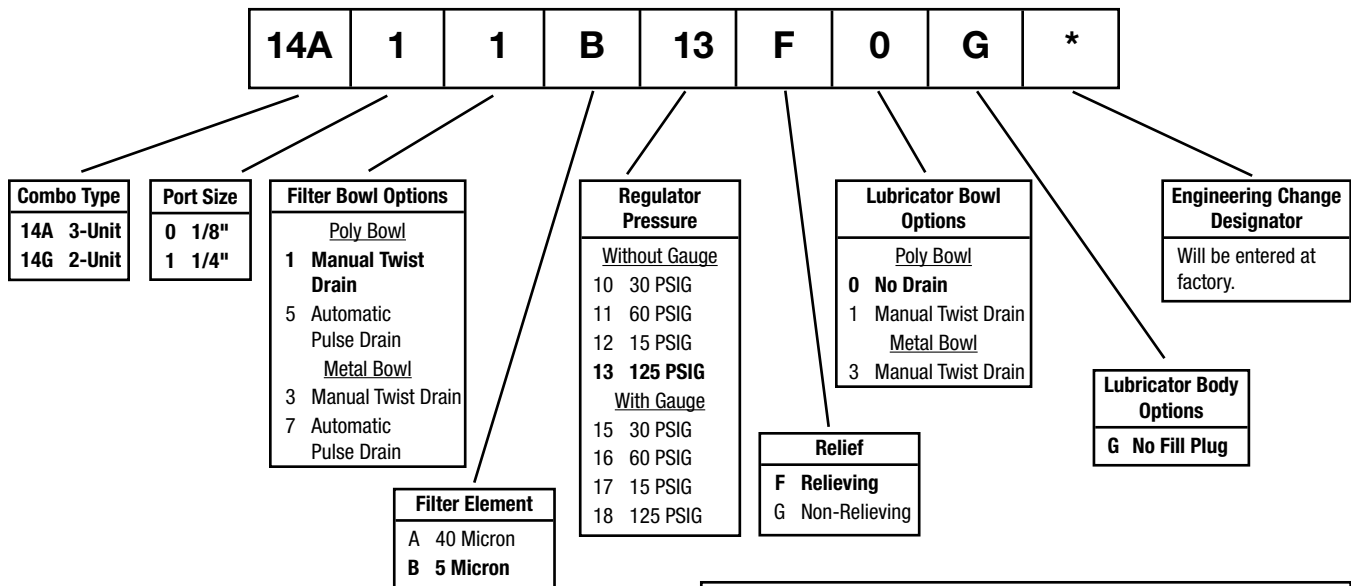 14A 1 1 B 13 F 0 G *
Combo Type
14A 3-Unit
14G 2-Unit
Port Size
0 1/8"
1 1/4"
Filter Bowl Options
Poly Bowl
1 Manual Twist
Drain
5 Automatic
Pulse Drain
Metal Bowl
3 Manual Twist Drain
7 Automatic
Pulse Drain
Filter Element
A 40 Micron
B 5 Micron
Regulator
Pressure
Without Gauge
10 30 PSIG
11 60 PSIG
12 15 PSIG
13 125 PSIG
With Gauge
15 30 PSIG
16 60 PSIG
17 15 PSIG
18 125 PSIG
Relief
F Relieving
G Non-Relieving
Lubricator Bowl
Options
Poly Bowl
0 No Drain
1 Manual Twist Drain
Metal Bowl
3 Manual Twist Drain
Lubricator Body
Options
G No Fill Plug
Engineering Change
Designator
Will be entered at
factory.